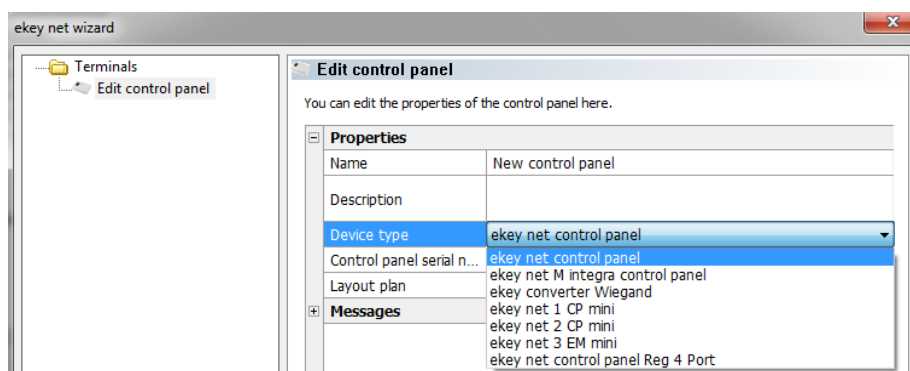 ekey net wizard
Terminals
Edit control panel
Edit control panel
You can edit the properties of the control panel here.
Properties
Name New control panel
Description
Device type ekey net control panel
Control panel serial n... ekey net control panel
ekey net M integra control panel
Layout plan
ekey converter Wiegand
Messages
ekey net 1 CP mini
ekey net 2 CP mini
ekey net 3 EM mini
ekey net control panel Reg 4 Port